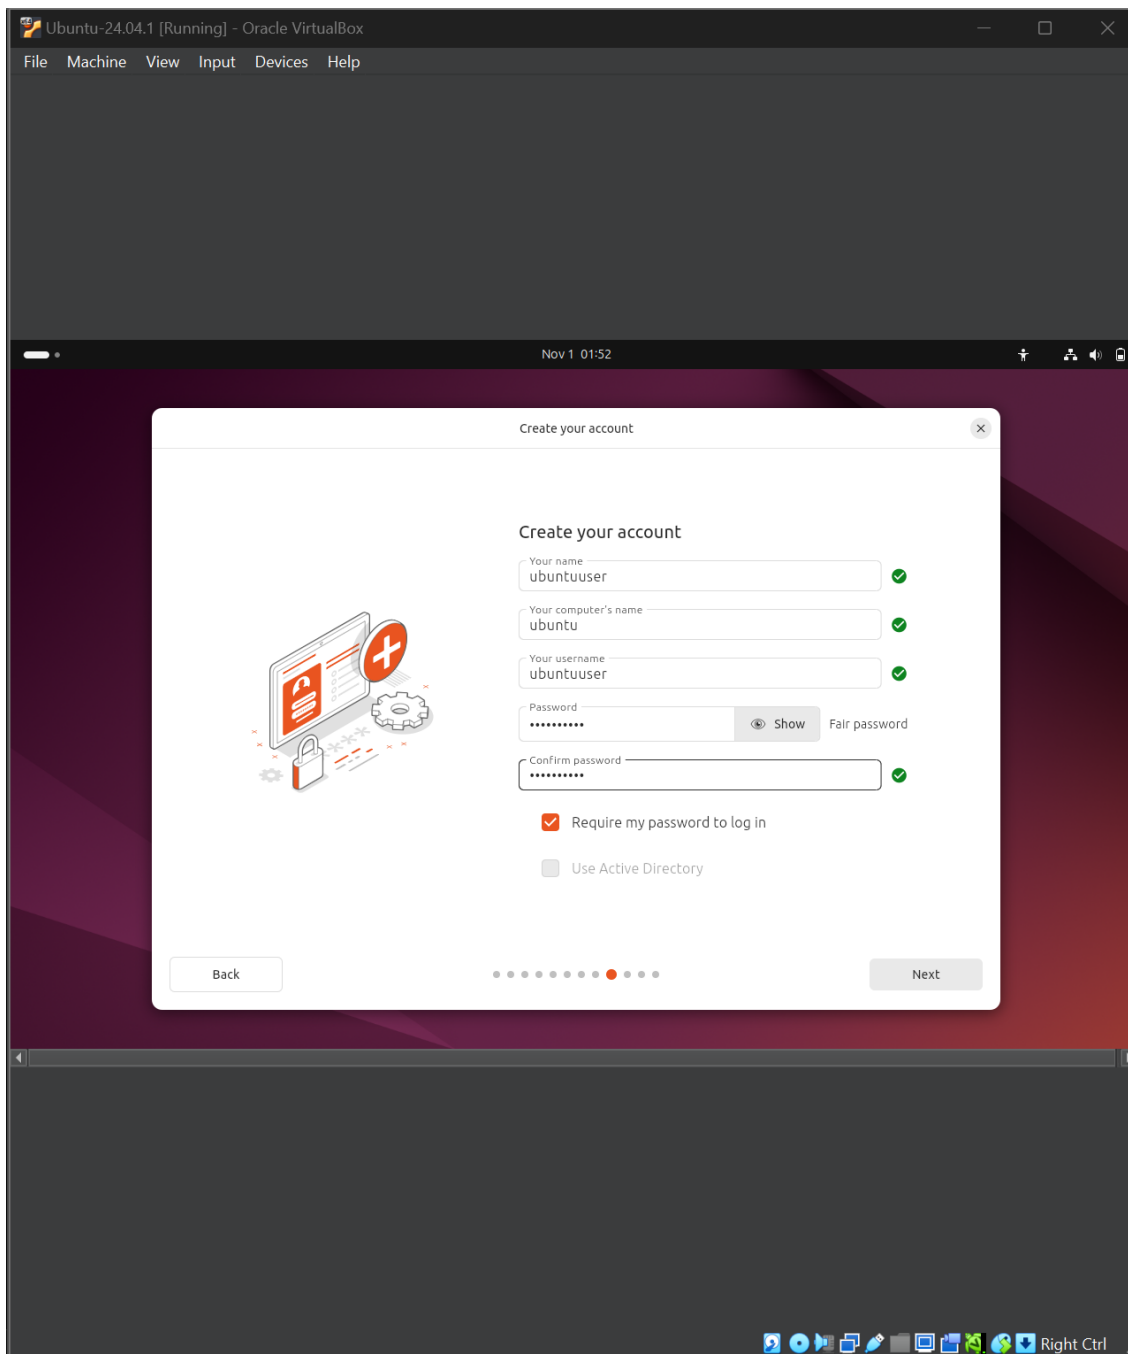 Ubuntu-24.04.1 [Running] - Oracle VirtualBox
File Machine View Input Devices Help
Nov 1 01:52
Create your account
Create your account
Your name
ubuntuuser
Your computer's name
ubuntu
Your username
ubuntuuser
Password
•••••••••• Show Fair password
Confirm password
••••••••••
Require my password to log in
Use Active Directory
Back Next
Right Ctrl